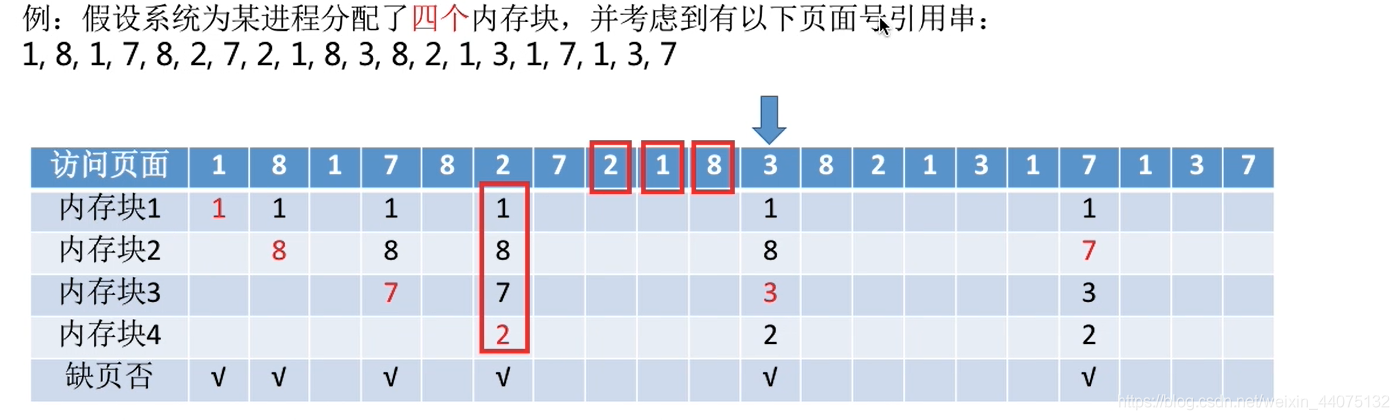 例：假设系统为某进程分配了四个内存块，并考虑到有以下页面号引用串：
1, 8, 1, 7, 8, 2, 7, 2, 1, 8, 3, 8, 2, 1, 3, 1, 7, 1, 3, 7
访问页面 1 8 1 7 8 2 7 2 1 8 3 8 2 1 3 1 7 1 3 7
内存块1 1 1 1 1 1 1
内存块2 8 8 8 8 7
内存块3 7 7 3 3
内存块4 2 2 2
缺页否 √ √ √ √ √ √
https://blog.csdn.net/weixin_44075132